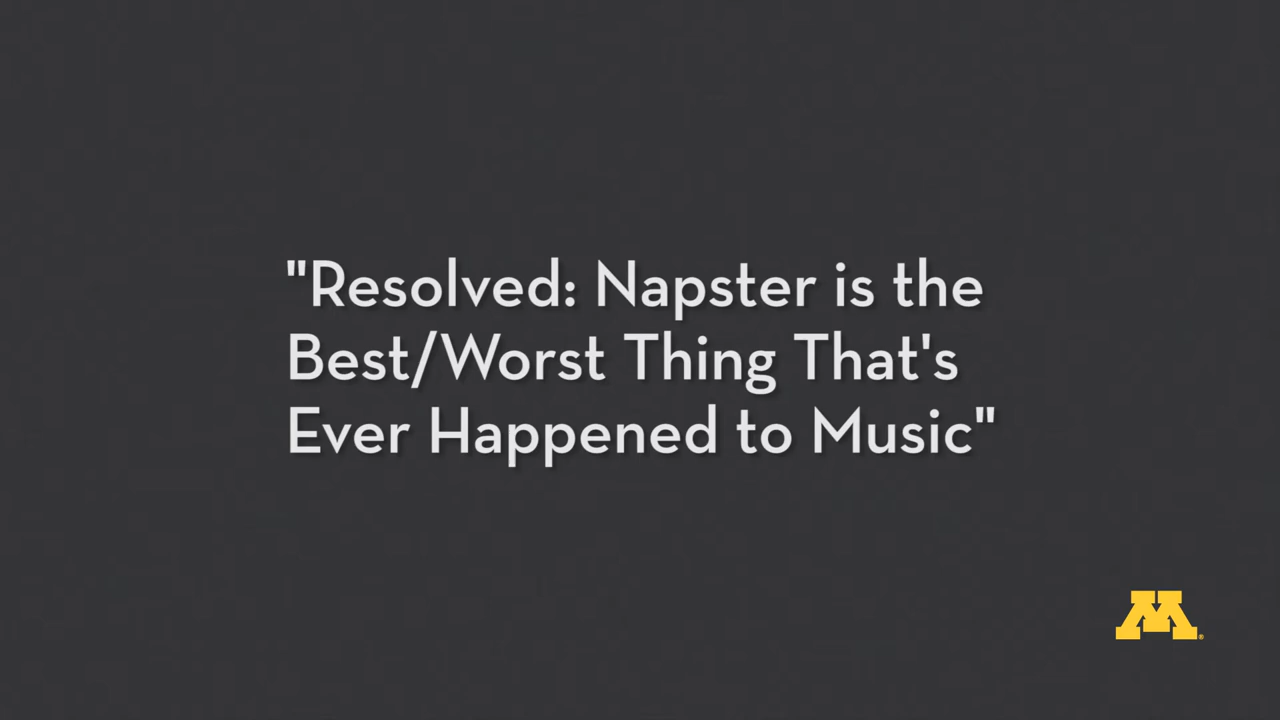 "Resolved: Napster is the
Best/Worst Thing That's
Ever Happened to Music"
M